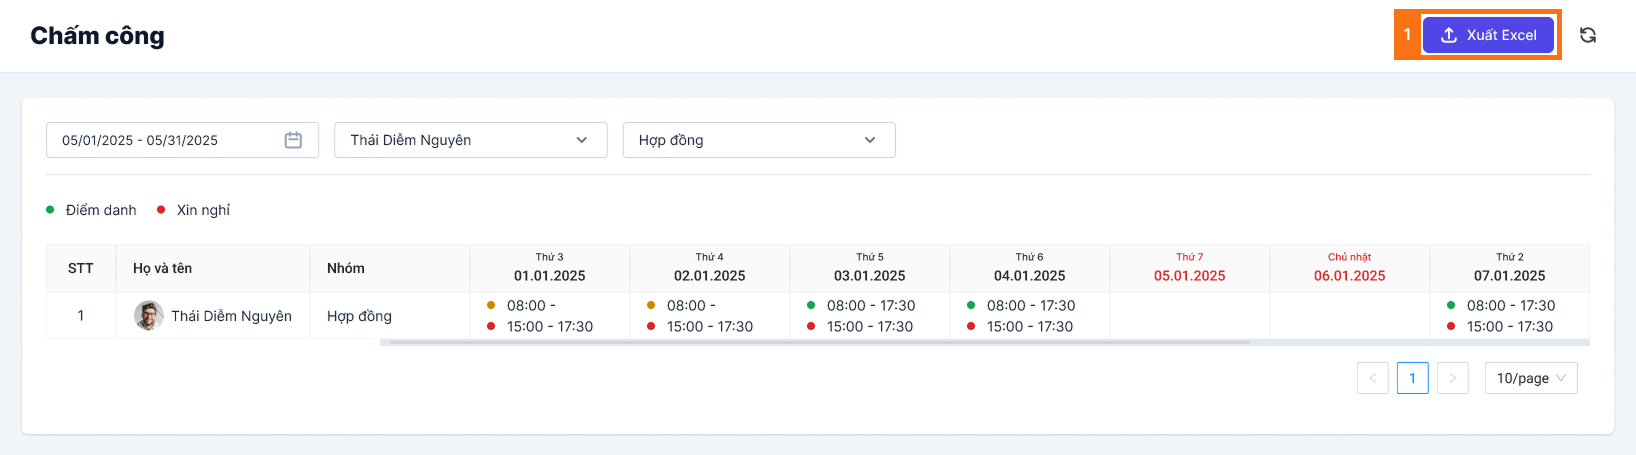 Chấm công
1 Xuất Excel
05/01/2025 - 05/31/2025 Thái Diễm Nguyên Hợp đồng
Điểm danh Xin nghỉ
STT Họ và tên Nhóm Thứ 3 Thứ 4 Thứ 5 Thứ 6 Thứ 7 Chủ nhật Thứ 2
01.01.2025 02.01.2025 03.01.2025 04.01.2025 05.01.2025 06.01.2025 07.01.2025
1 Thái Diễm Nguyên Hợp đồng 08:00 - 08:00 - 08:00 - 17:30 08:00 - 17:30 08:00 - 17:30
15:00 - 17:30 15:00 - 17:30 15:00 - 17:30 15:00 - 17:30 15:00 - 17:30
< 1 > 10/page